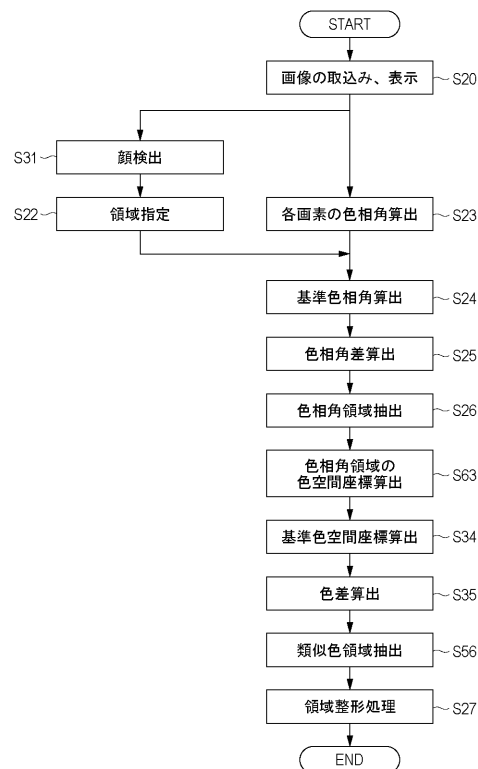 START
画像の取込み、表示
S20
顔検出
S31
領域指定
S22
各画素の色相角算出
S23
基準色相角算出
S24
色相角差算出
S25
色相角領域抽出
S26
色相角領域の
色空間座標算出
S63
基準色空間座標算出
S34
色差算出
S35
類似色領域抽出
S56
領域整形処理
S27
END